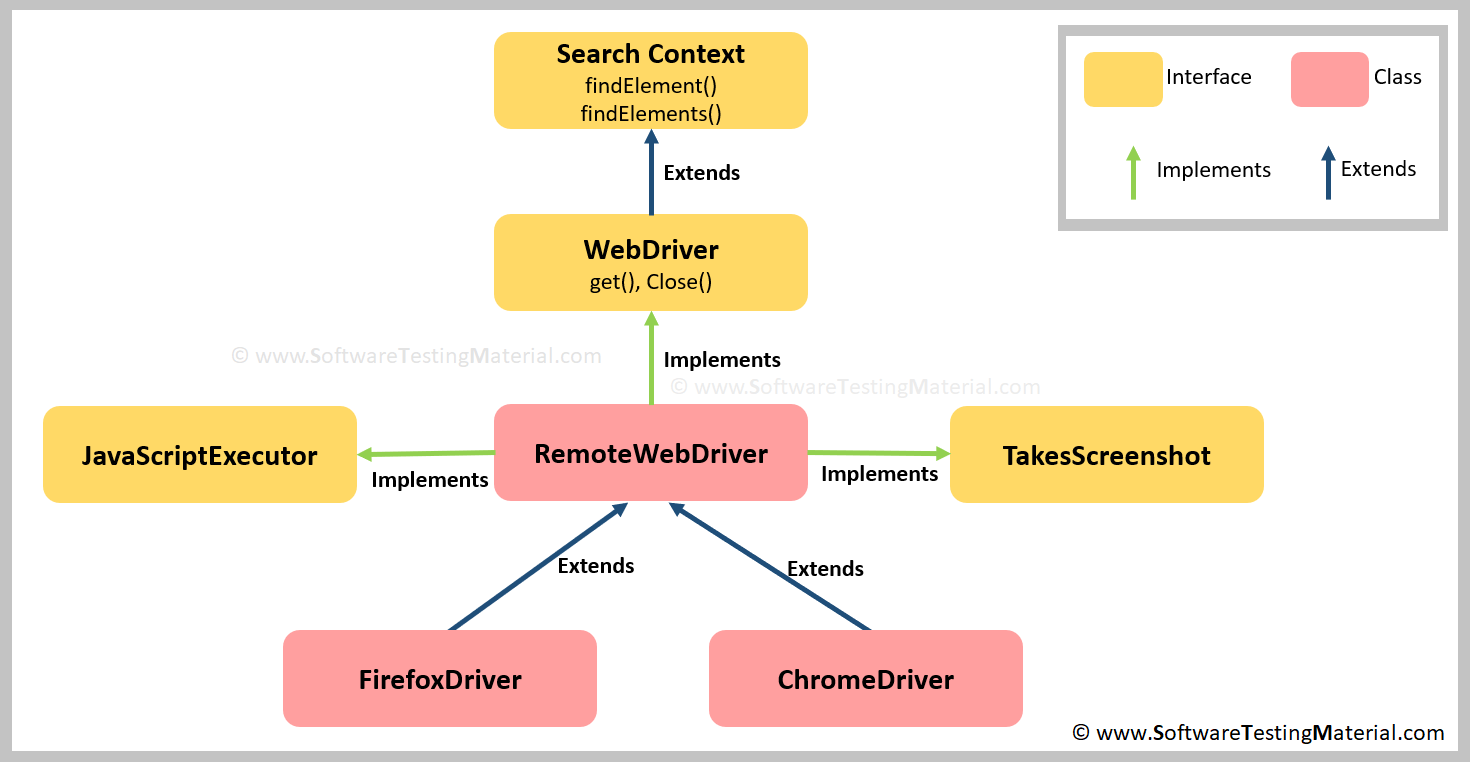 Search Context
findElement()
findElements()
Interface
Class
Implements
Extends
Extends
WebDriver
get(), Close()
© www.SoftwareTestingMaterial.com
Implements
© www.SoftwareTestingMaterial.com
JavaScriptExecutor
Implements
RemoteWebDriver
Implements
TakesScreenshot
Extends
Extends
FirefoxDriver
ChromeDriver
© www.SoftwareTestingMaterial.com